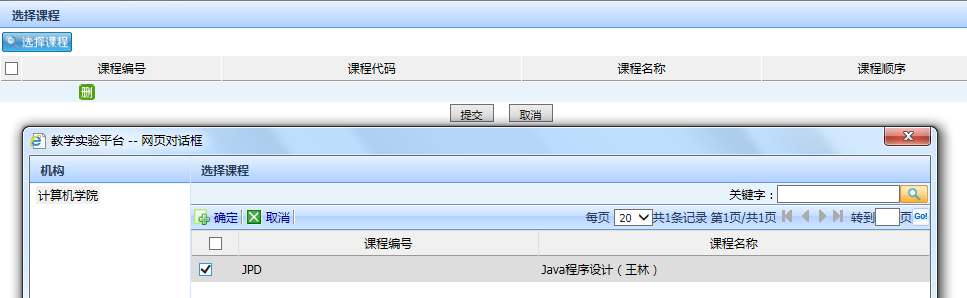 选择课程
选择课程
课程编号 课程代码 课程名称 课程顺序
删
提交 取消
教学实验平台 -- 网页对话框
机构 选择课程
计算机学院
关键字：
确定 取消 每页 20 共1条记录 第1页/共1页 转到 页 Go!
课程编号 课程名称
JPD Java程序设计（王林）